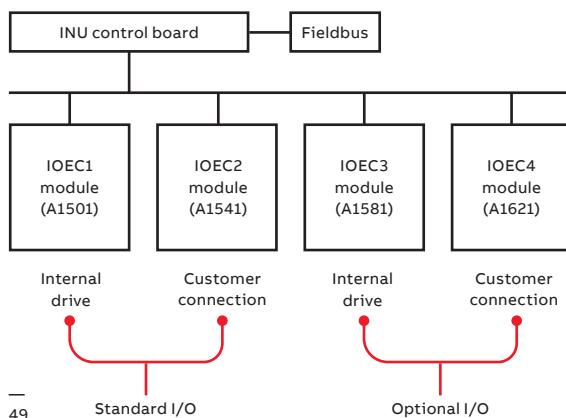 INU control board
Fieldbus
IOEC1
module
(A1501)
IOEC2
module
(A1541)
IOEC3
module
(A1581)
IOEC4
module
(A1621)
Internal
drive
Customer
connection
Internal
drive
Customer
connection
Standard I/O
Optional I/O
—
49